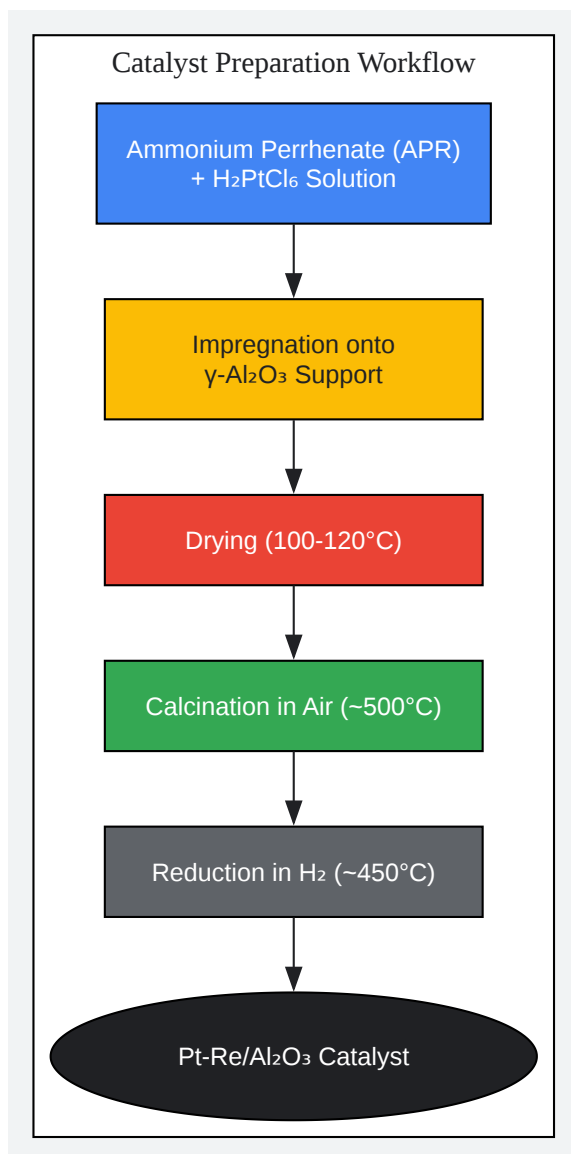 Catalyst Preparation Workflow
Ammonium Perrhenate (APR)
+ H₂PtCl₆ Solution
Impregnation onto
γ-Al₂O₃ Support
Drying (100-120°C)
Calcination in Air (~500°C)
Reduction in H₂ (~450°C)
Pt-Re/Al₂O₃ Catalyst